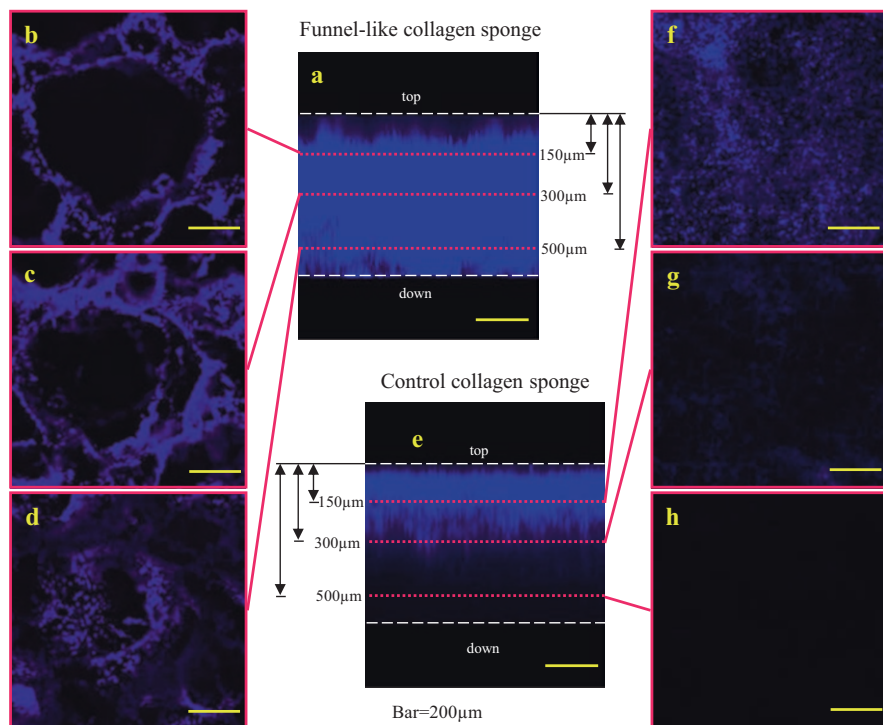 b
Funnel-like collagen sponge
f
a
top
150µm
300µm
500µm
c
g
down
Control collagen sponge
e
top
150µm
300µm
500µm
d
h
down
Bar=200µm